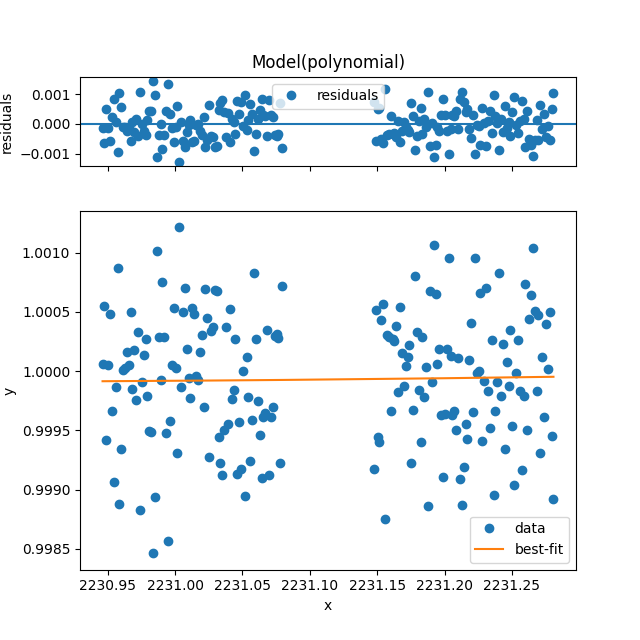 Model(polynomial)
residuals
0.001
0.000
−0.001
residuals
y
1.0010
1.0005
1.0000
0.9995
0.9990
0.9985
data
best-fit
2230.95
2231.00
2231.05
2231.10
2231.15
2231.20
2231.25
x